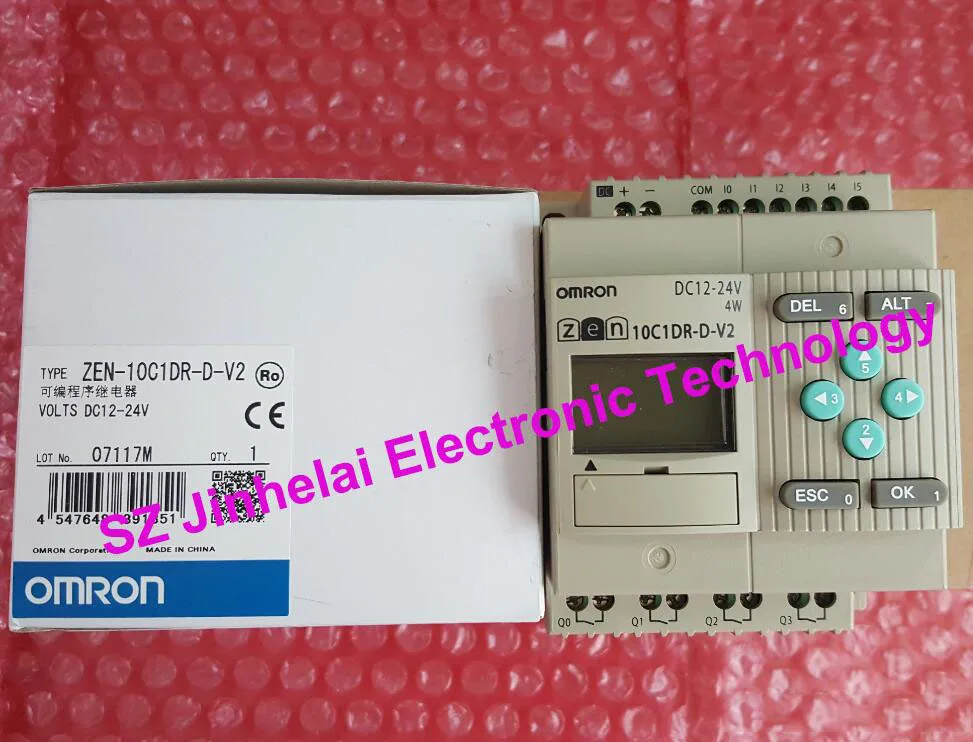 TYPE ZEN-10C1DR-D-V2 Ro
可编程序继电器
VOLTS DC12-24V
CE
LOT No. 07117M QTY. 1
OMRON MADE IN CHINA
OMRON
DC + - COM I0 I1 I2 I3 I4 I5
OMRON DC12-24V
4W
zen 10C1DR-D-V2
DEL 6 ALT
5
3 4
2
ESC 0 OK 1
Q0 Q1 Q2 Q3
SZ Jinhelai Electronic Technology